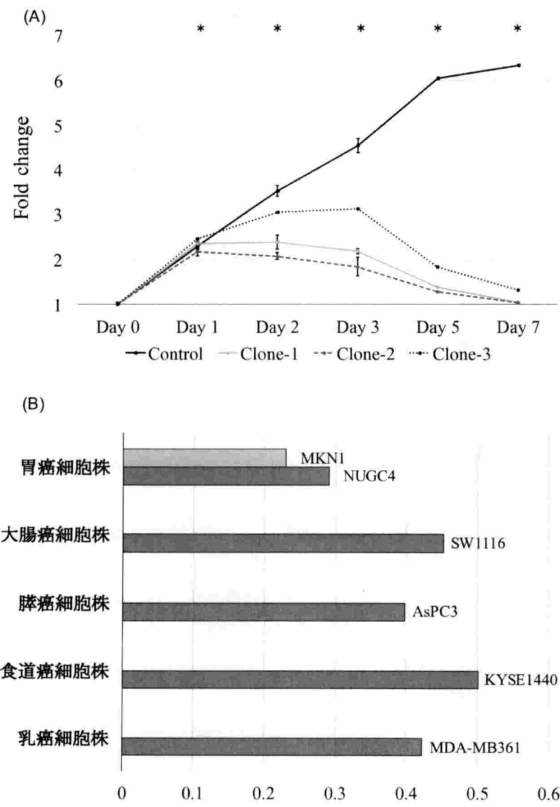 (A)
7
6
5
4
3
2
1
Fold change
* * * * *
Day 0 Day 1 Day 2 Day 3 Day 5 Day 7
Control Clone-1 Clone-2 Clone-3
(B)
胃癌細胞株
MKN1
NUGC4
大腸癌細胞株
SW1116
膵癌細胞株
AsPC3
食道癌細胞株
KYSE1440
乳癌細胞株
MDA-MB361
0 0.1 0.2 0.3 0.4 0.5 0.6